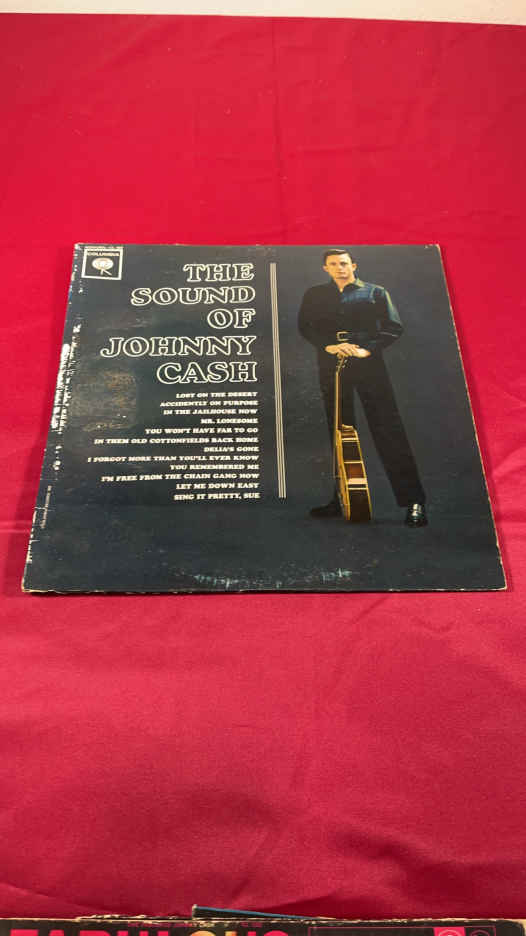 COLUMBIA
THE
SOUND
OF
JOHNNY
CASH
LOST ON THE DESERT
ACCIDENTLY ON PURPOSE
IN THE JAILHOUSE NOW
MR. LONESOME
YOU WON'T HAVE FAR TO GO
IN THEM OLD COTTONFIELDS BACK HOME
DELIA'S GONE
I FORGOT MORE THAN YOU'LL EVER KNOW
YOU REMEMBERED ME
I'M FREE FROM THE CHAIN GANG NOW
LET ME DOWN EASY
SING IT PRETTY, SUE